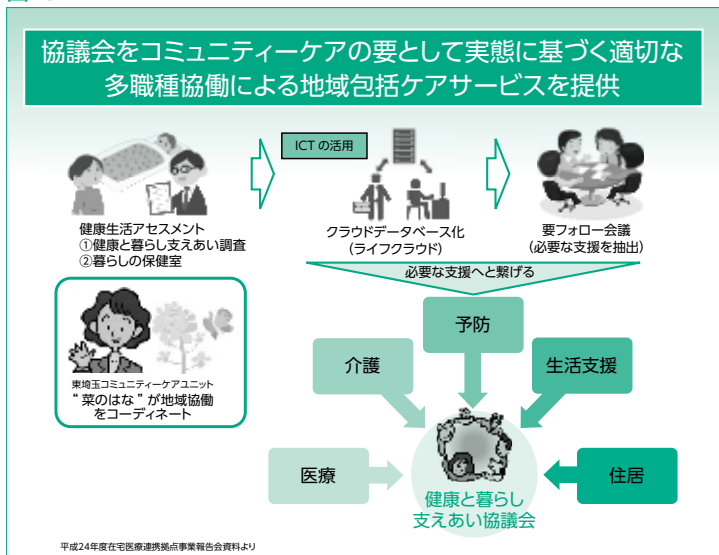 協議会をコミュニティーケアの要として実態に基づく適切な
多職種協働による地域包括ケアサービスを提供
ICT の活用
健康生活アセスメント
①健康と暮らし支えあい調査
②暮らしの保健室
クラウドデータベース化
(ライフクラウド)
要フォロー会議
(必要な支援を抽出)
必要な支援へと繋げる
東埼玉コミュニティーケアユニット
“菜のはな”が地域協働
をコーディネート
予防
介護
生活支援
医療
住居
健康と暮らし
支えあい協議会
平成24年度在宅医療連携拠点事業報告会資料より